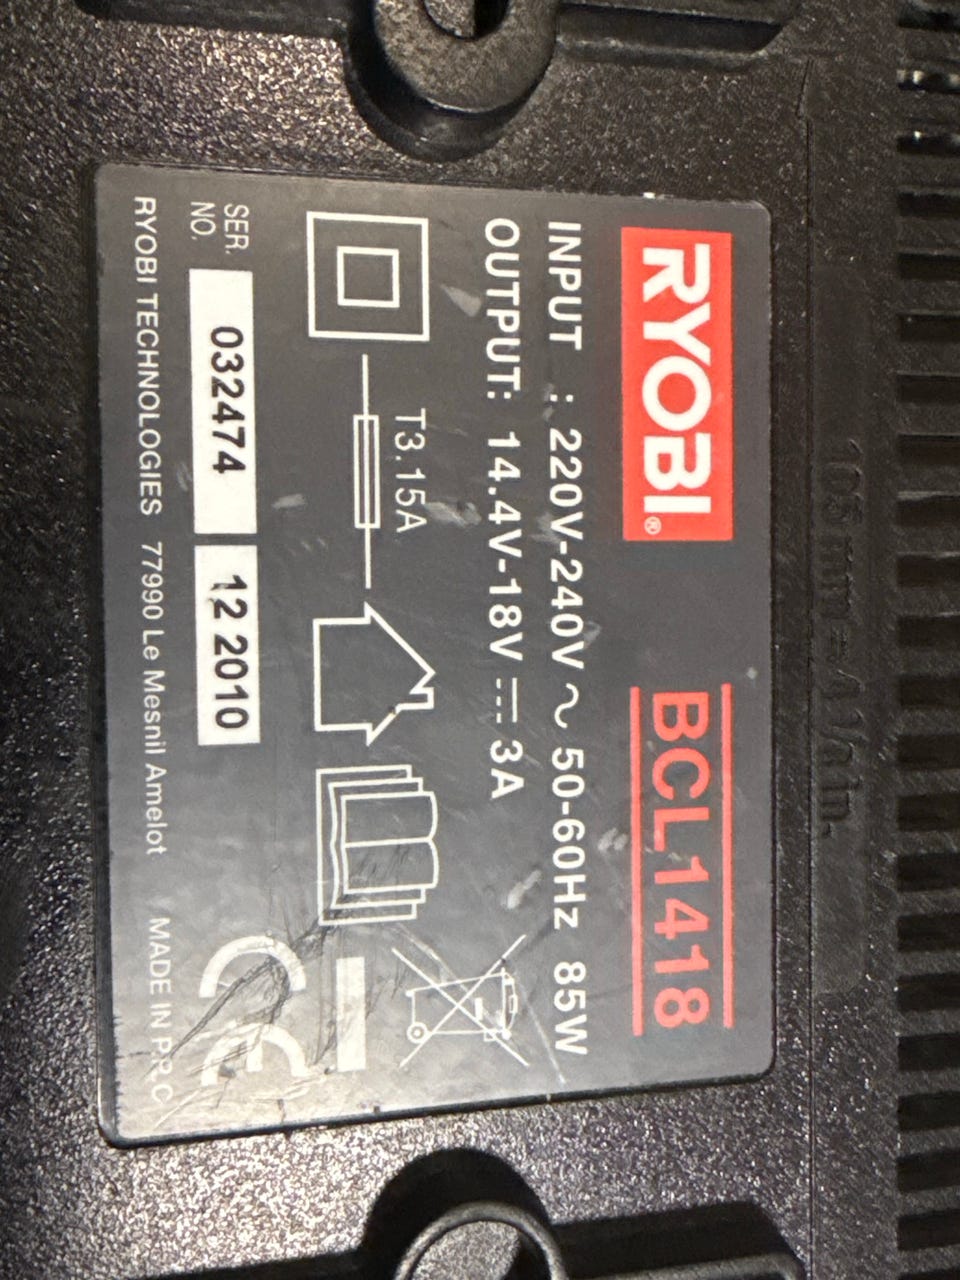 RYOBI®
BCL1418
INPUT : 220V-240V ~ 50-60Hz 85W
OUTPUT: 14.4V-18V ⎓ 3A
T3.15A
SER.
NO.
032474
12 2010
RYOBI TECHNOLOGIES 77990 Le Mesnil Amelot MADE IN P.R.C
CE